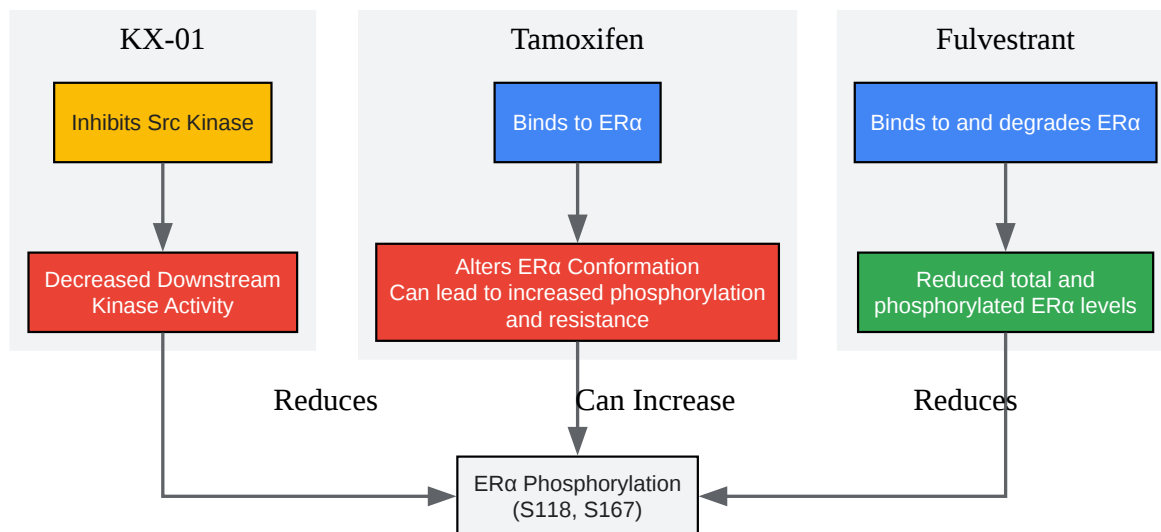 KX-01
Tamoxifen
Fulvestrant
Inhibits Src Kinase
Binds to ERα
Binds to and degrades ERα
Decreased Downstream
Kinase Activity
Alters ERα Conformation
Can lead to increased phosphorylation
and resistance
Reduced total and
phosphorylated ERα levels
Reduces
Can Increase
Reduces
ERα Phosphorylation
(S118, S167)